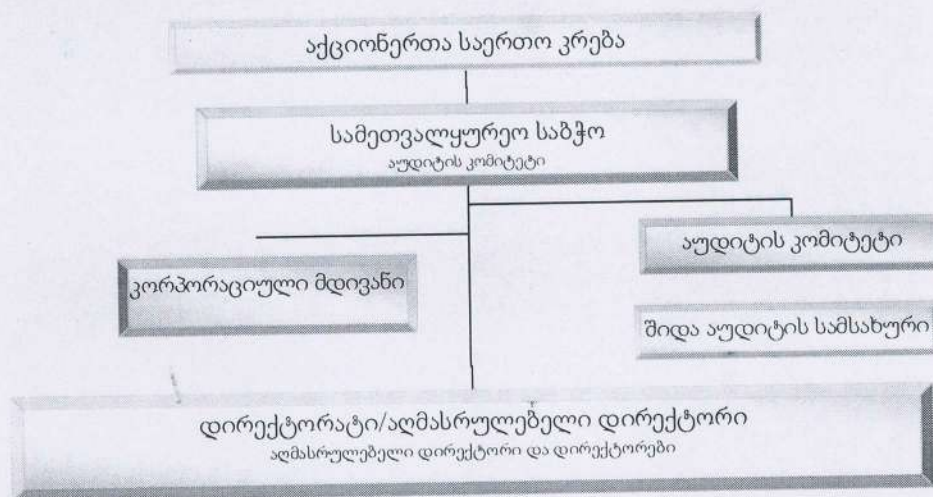 აქციონერთა საერთო კრება
სამეთვალყურეო საბჭო
აუდიტის კომიტეტი
აუდიტის კომიტეტი
კორპორაციული მდივანი
შიდა აუდიტის სამსახური
დირექტორატი/აღმასრულებელი დირექტორი
აღმასრულებელი დირექტორი და დირექტორები